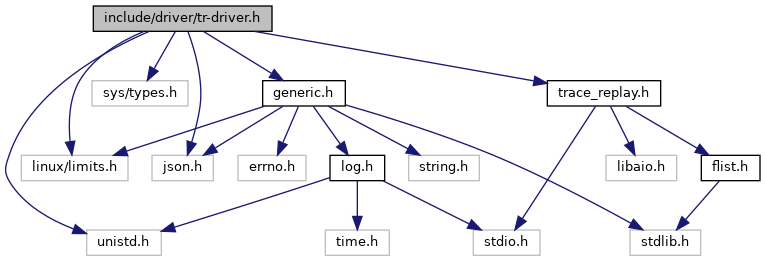 include/driver/tr-driver.h
sys/types.h
generic.h
trace_replay.h
linux/limits.h
json.h
errno.h
log.h
string.h
libaio.h
flist.h
unistd.h
time.h
stdio.h
stdlib.h